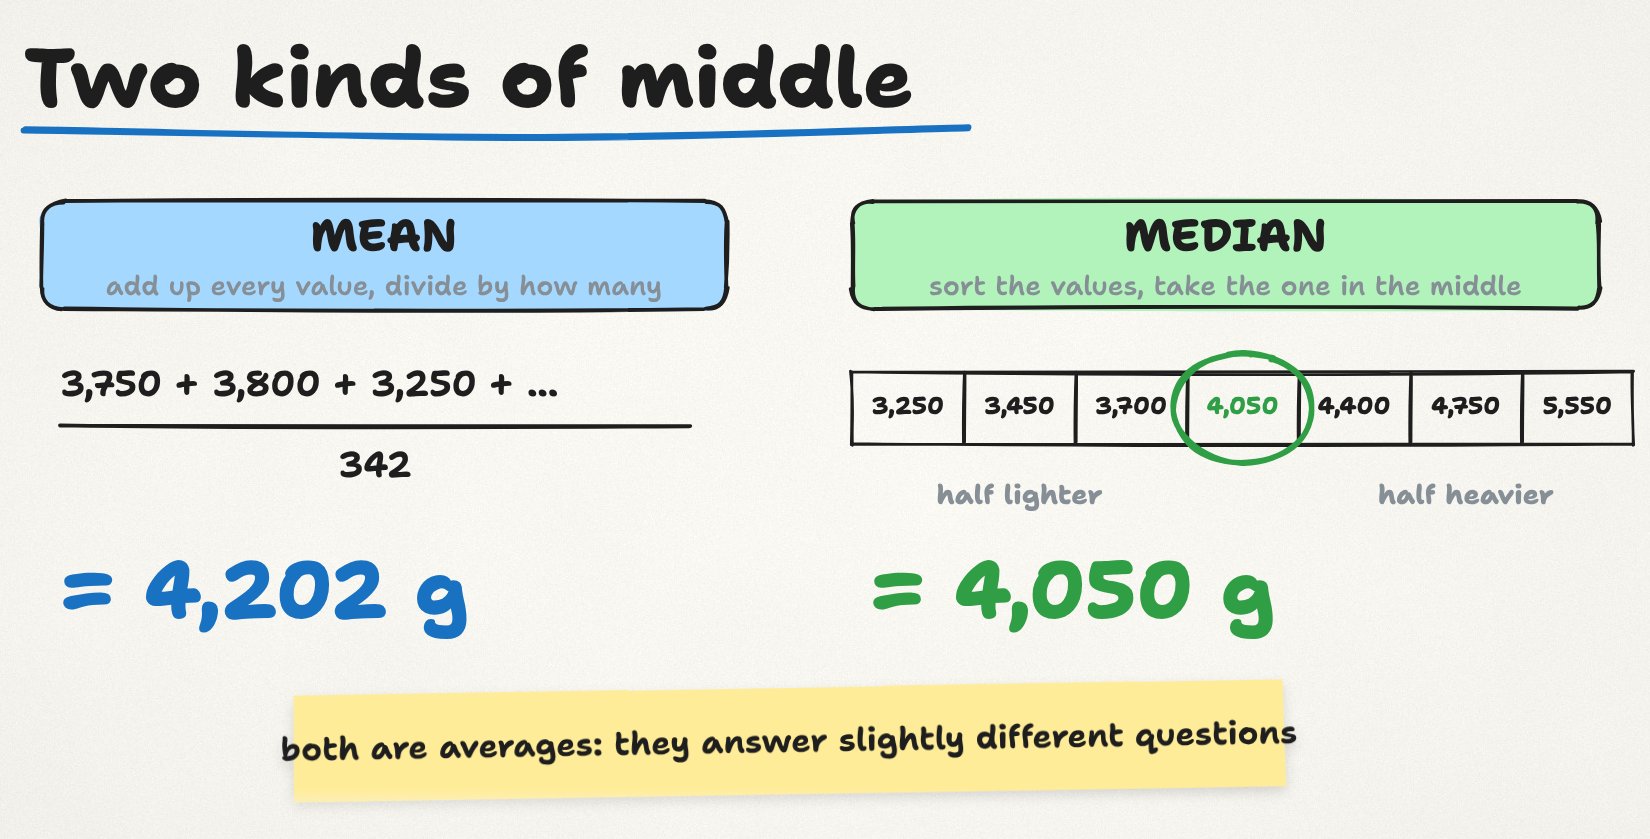 Two kinds of middle
MEAN
add up every value, divide by how many
3,750 + 3,800 + 3,250 + ...
342
= 4,202 g
MEDIAN
sort the values, take the one in the middle
3,250 3,450 3,700 4,050 4,400 4,750 5,550
half lighter half heavier
= 4,050 g
both are averages: they answer slightly different questions